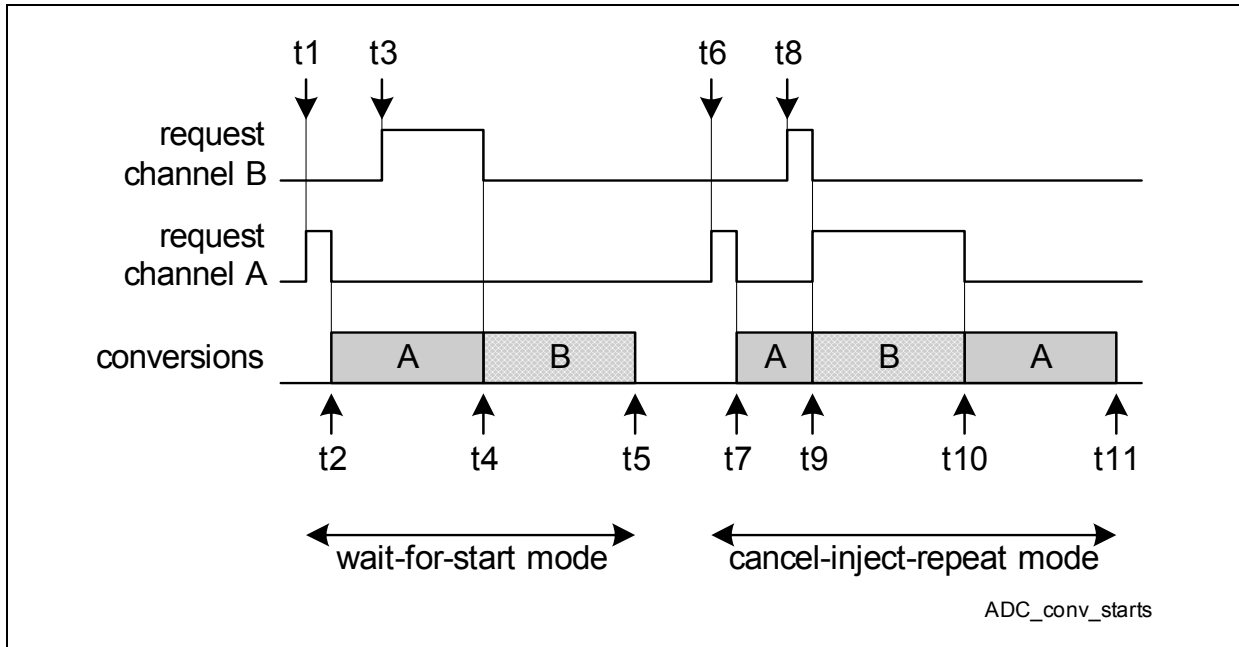 t1 t3 t6 t8
request
channel B
request
channel A
conversions A B A B A
t2 t4 t5 t7 t9 t10 t11
wait-for-start mode cancel-inject-repeat mode
ADC_conv_starts